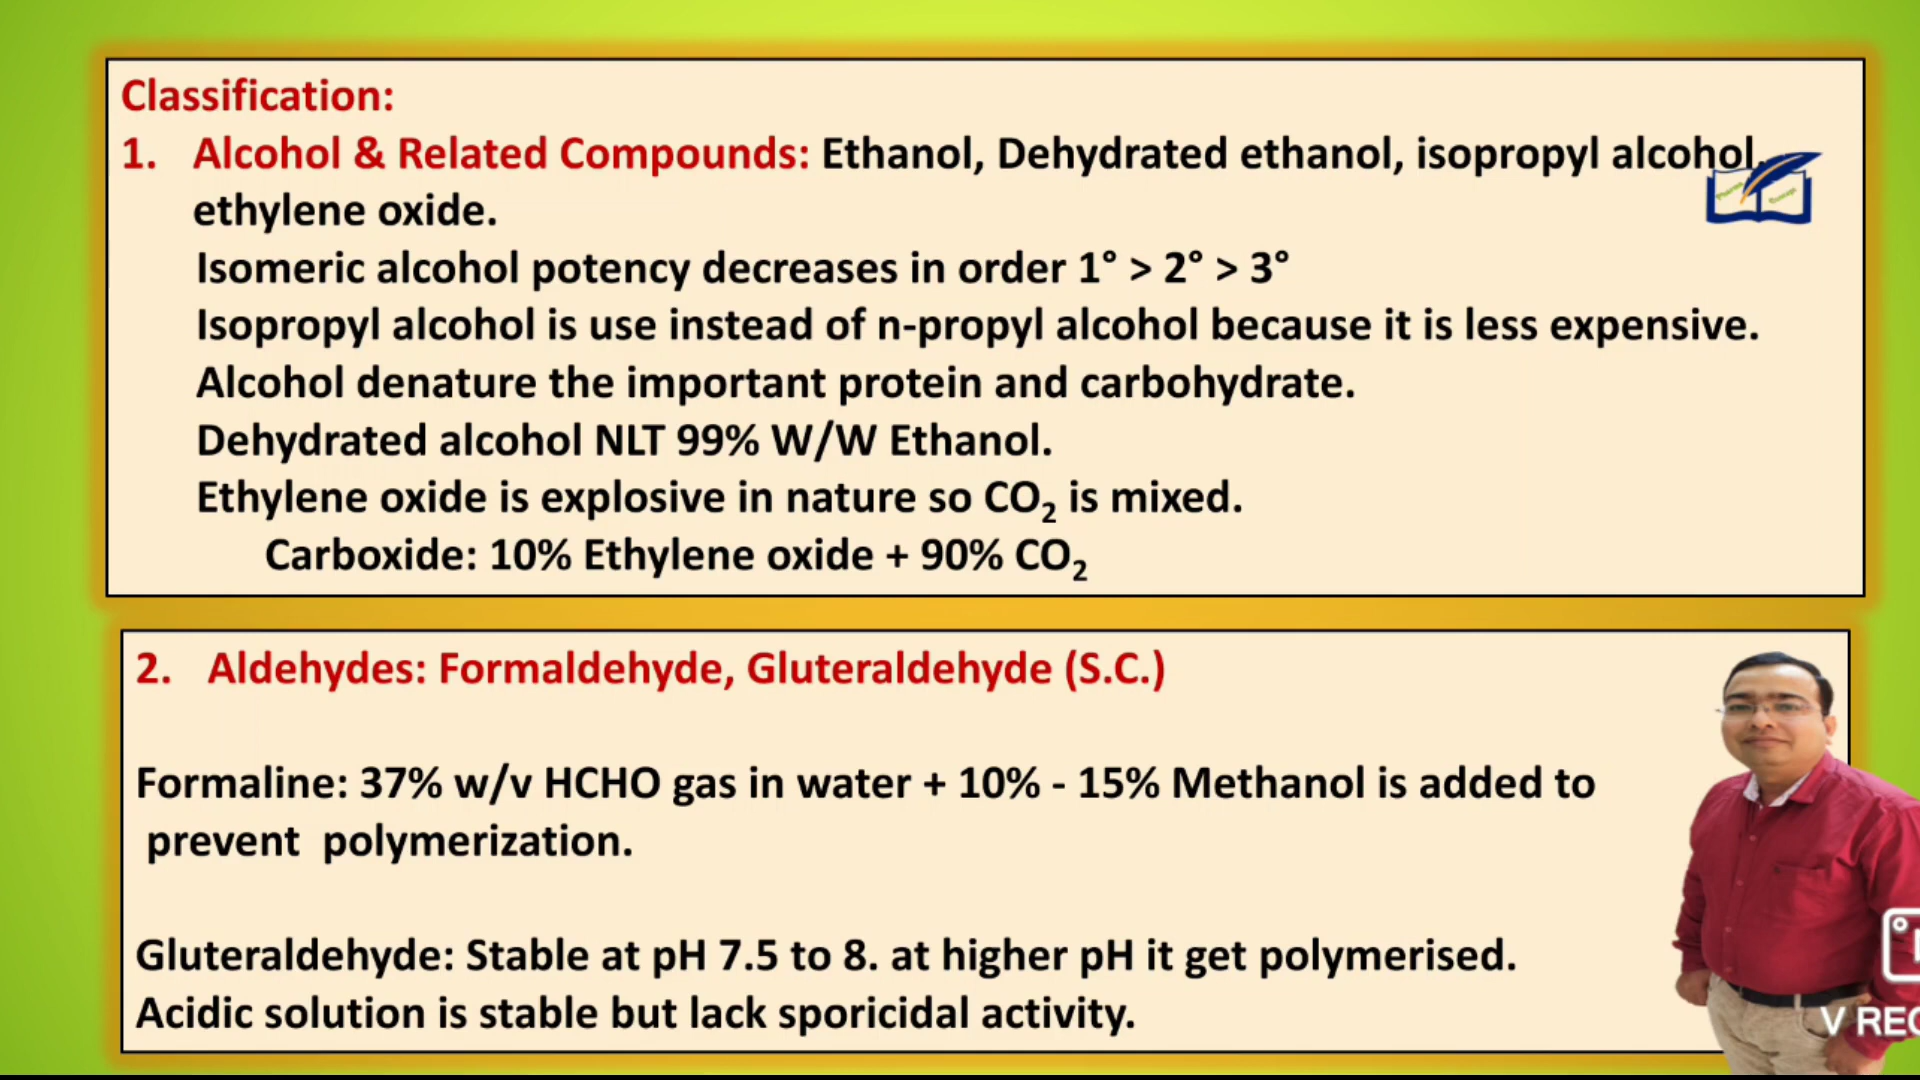 Classification:
1. Alcohol & Related Compounds: Ethanol, Dehydrated ethanol, isopropyl alcohol,
ethylene oxide.
Isomeric alcohol potency decreases in order 1° > 2° > 3°
Isopropyl alcohol is use instead of n-propyl alcohol because it is less expensive.
Alcohol denature the important protein and carbohydrate.
Dehydrated alcohol NLT 99% W/W Ethanol.
Ethylene oxide is explosive in nature so CO₂ is mixed.
Carboxide: 10% Ethylene oxide + 90% CO₂
2. Aldehydes: Formaldehyde, Gluteraldehyde (S.C.)
Formaline: 37% w/v HCHO gas in water + 10% - 15% Methanol is added to
prevent polymerization.
Gluteraldehyde: Stable at pH 7.5 to 8. at higher pH it get polymerised.
Acidic solution is stable but lack sporicidal activity.
V REC